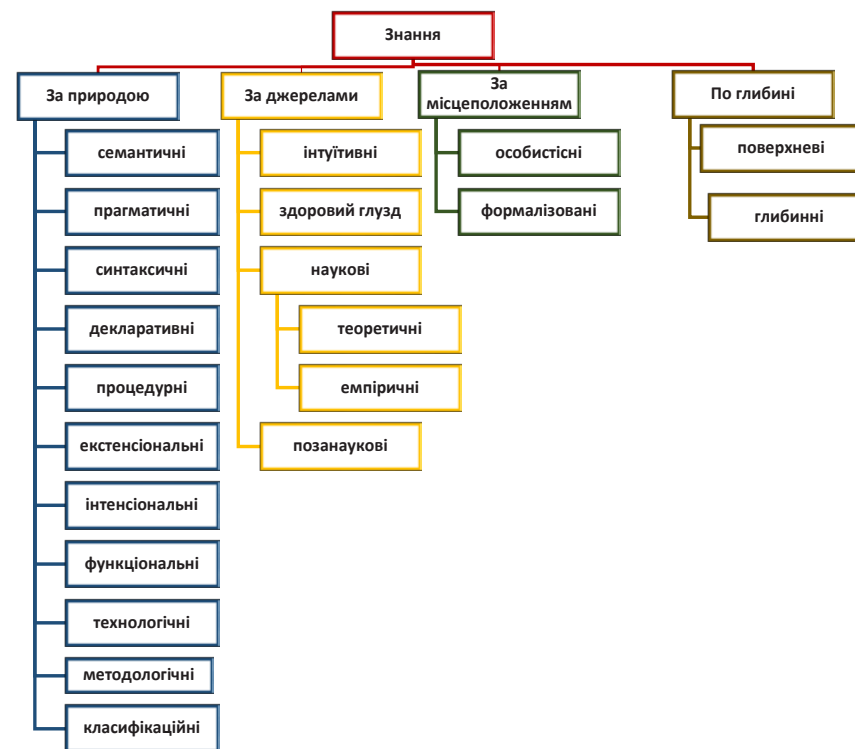 Знання
За природою
семантичні
прагматичні
синтаксичні
декларативні
процедурні
екстенсіональні
інтенсіональні
функціональні
технологічні
методологічні
класифікаційні
За джерелами
інтуїтивні
здоровий глузд
наукові
теоретичні
емпіричні
позанаукові
За
місцеположенням
особистісні
формалізовані
По глибині
поверхневі
глибинні